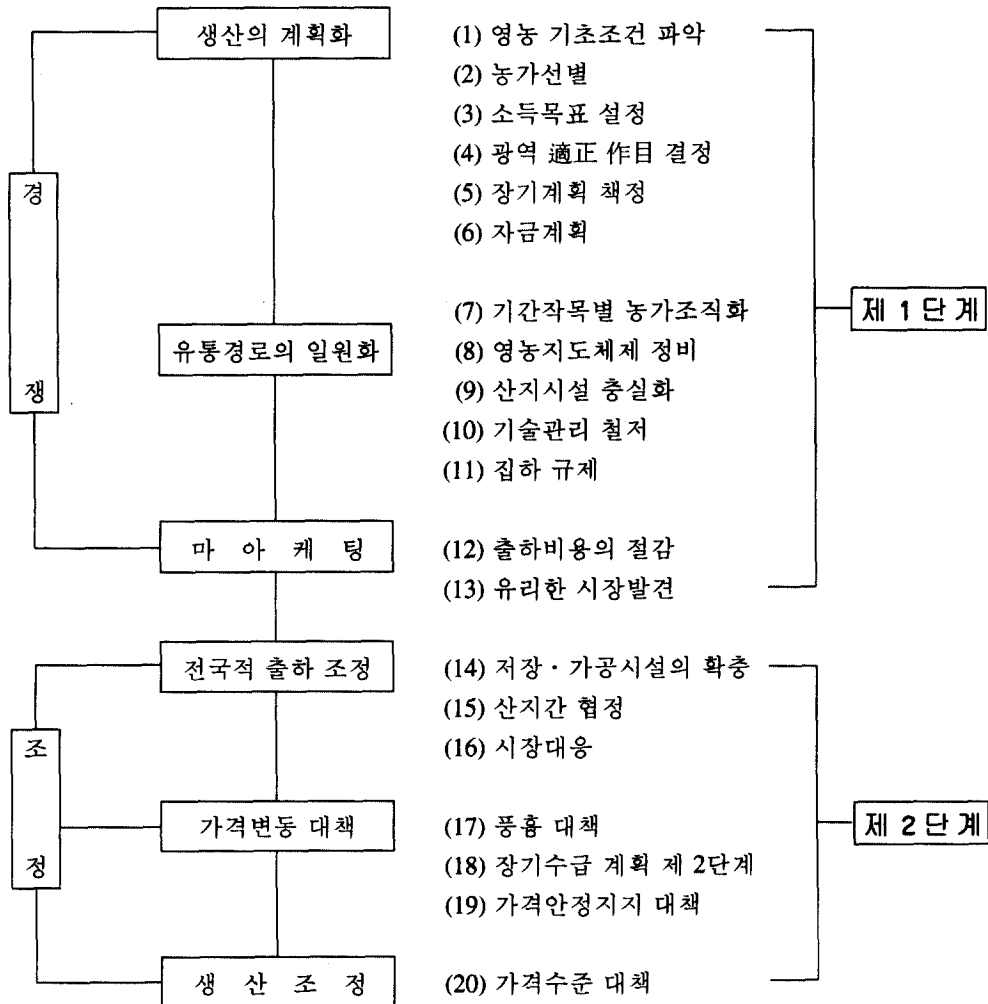 생산의 계획화
(1) 영농 기초조건 파악
(2) 농가선별
(3) 소득목표 설정
(4) 광역 適正 作目 결정
(5) 장기계획 책정
(6) 자금계획
경쟁
유통경로의 일원화
(7) 기간작목별 농가조직화
(8) 영농지도체제 정비
(9) 산지시설 충실화
(10) 기술관리 철저
(11) 집하 규제
제 1 단 계
마 아 케 팅
(12) 출하비용의 절감
(13) 유리한 시장발견
전국적 출하 조정
(14) 저장・가공시설의 확충
(15) 산지간 협정
(16) 시장대응
조정
가격변동 대책
(17) 풍흉 대책
(18) 장기수급 계획 제 2단계
(19) 가격안정지지 대책
제 2 단 계
생 산 조 정
(20) 가격수준 대책